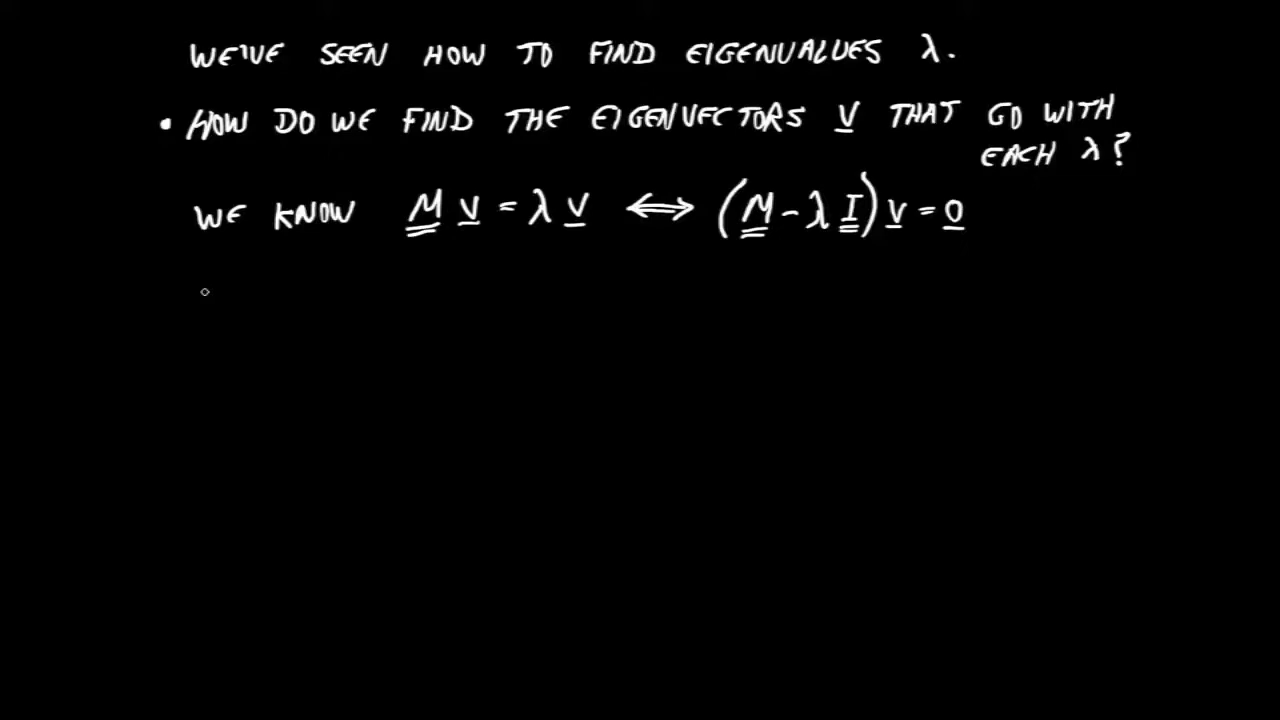 WE'VE SEEN HOW TO FIND EIGENVALUES λ.
• HOW DO WE FIND THE EIGENVECTORS V THAT GO WITH
EACH λ?
WE KNOW M V = λ V ⟺ (M - λ I) V = 0